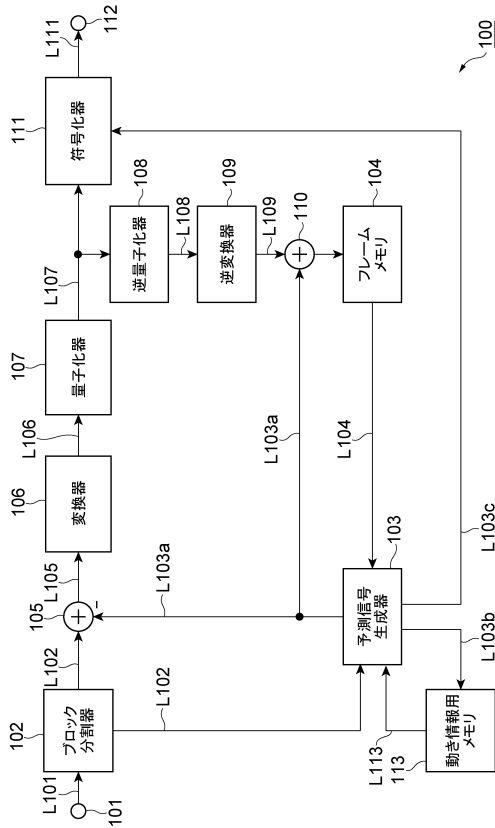 100
101
L101
102
ブロック
分割器
L102
L102
105
-
L105
106
変換器
L106
107
量子化器
L107
111
符号化器
L111
112
108
逆量子化器
L108
109
逆変換器
L109
110
104
フレーム
メモリ
L103a
L103a
L104
103
予測信号
生成器
L103b
L103c
L113
113
動き情報用
メモリ